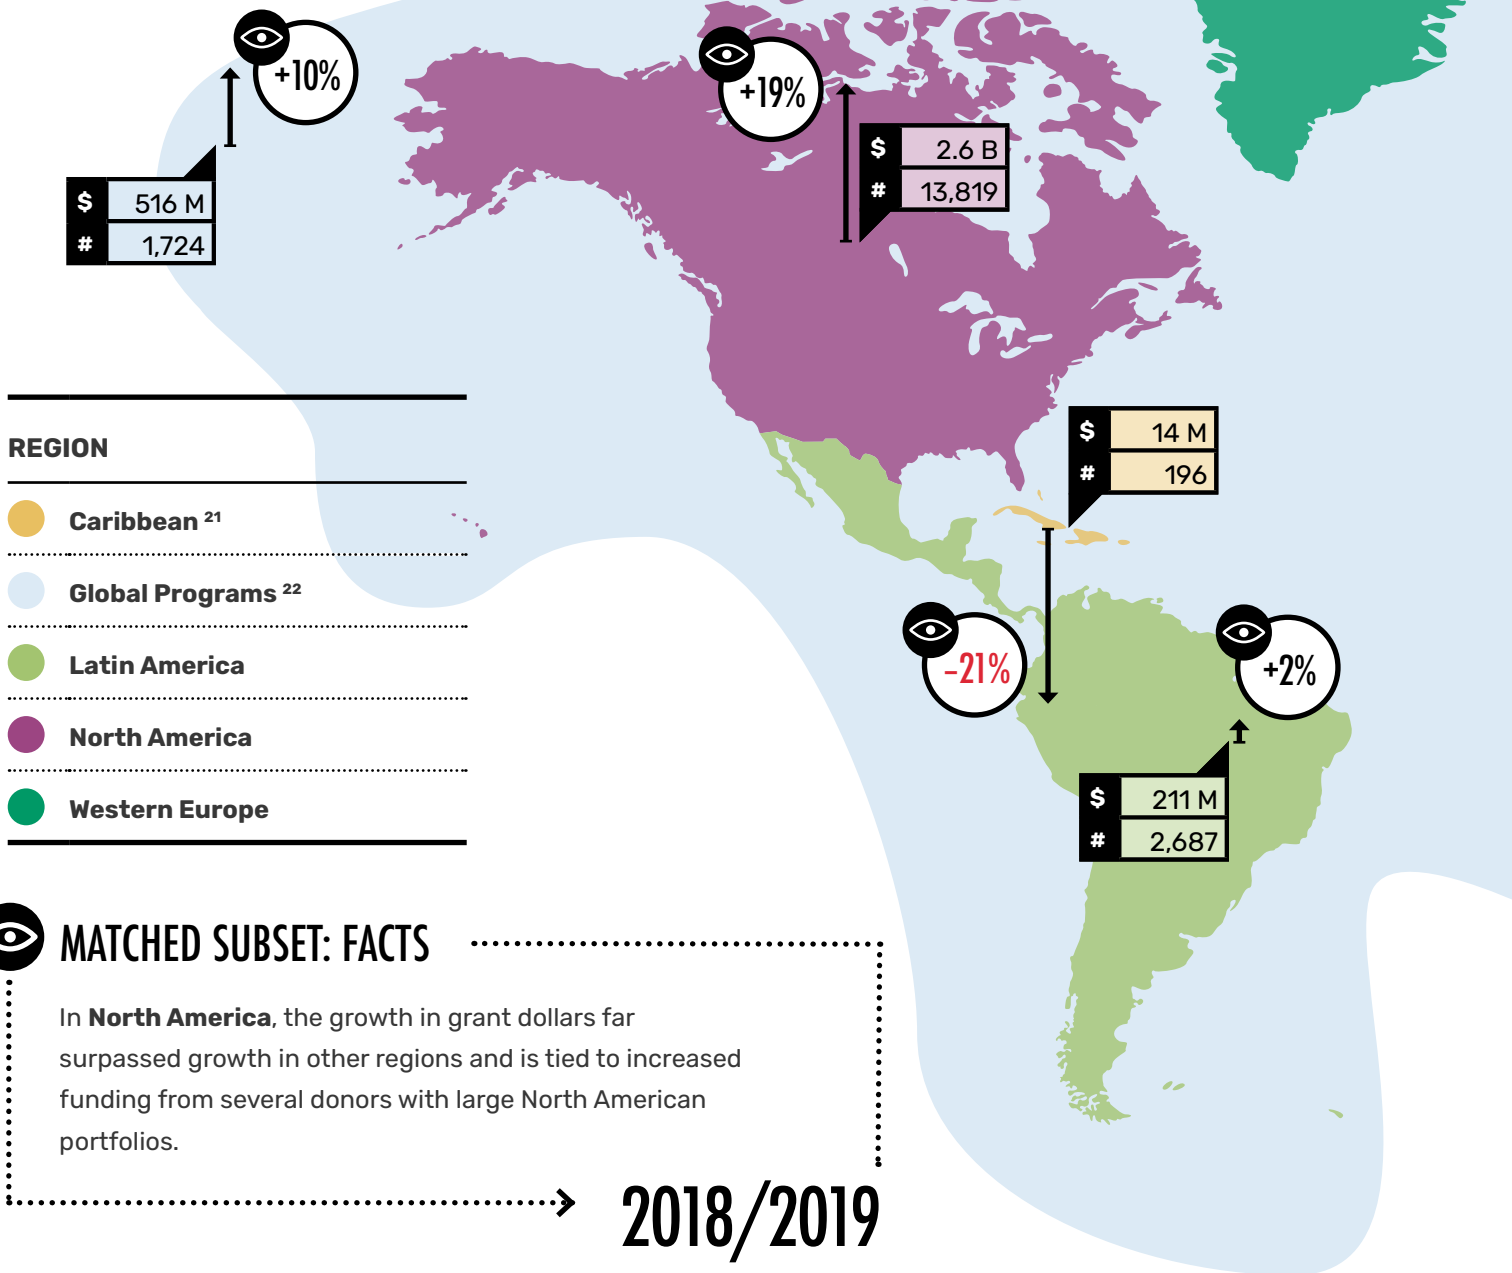 +10%
+19%
$ 2.6 B
# 13,819
$ 516 M
# 1,724
$ 14 M
# 196
REGION
Caribbean 21
Global Programs 22
Latin America
North America
Western Europe
–21%
+2%
$ 211 M
# 2,687
MATCHED SUBSET: FACTS
In North America, the growth in grant dollars far
surpassed growth in other regions and is tied to increased
funding from several donors with large North American
portfolios.
2018/2019